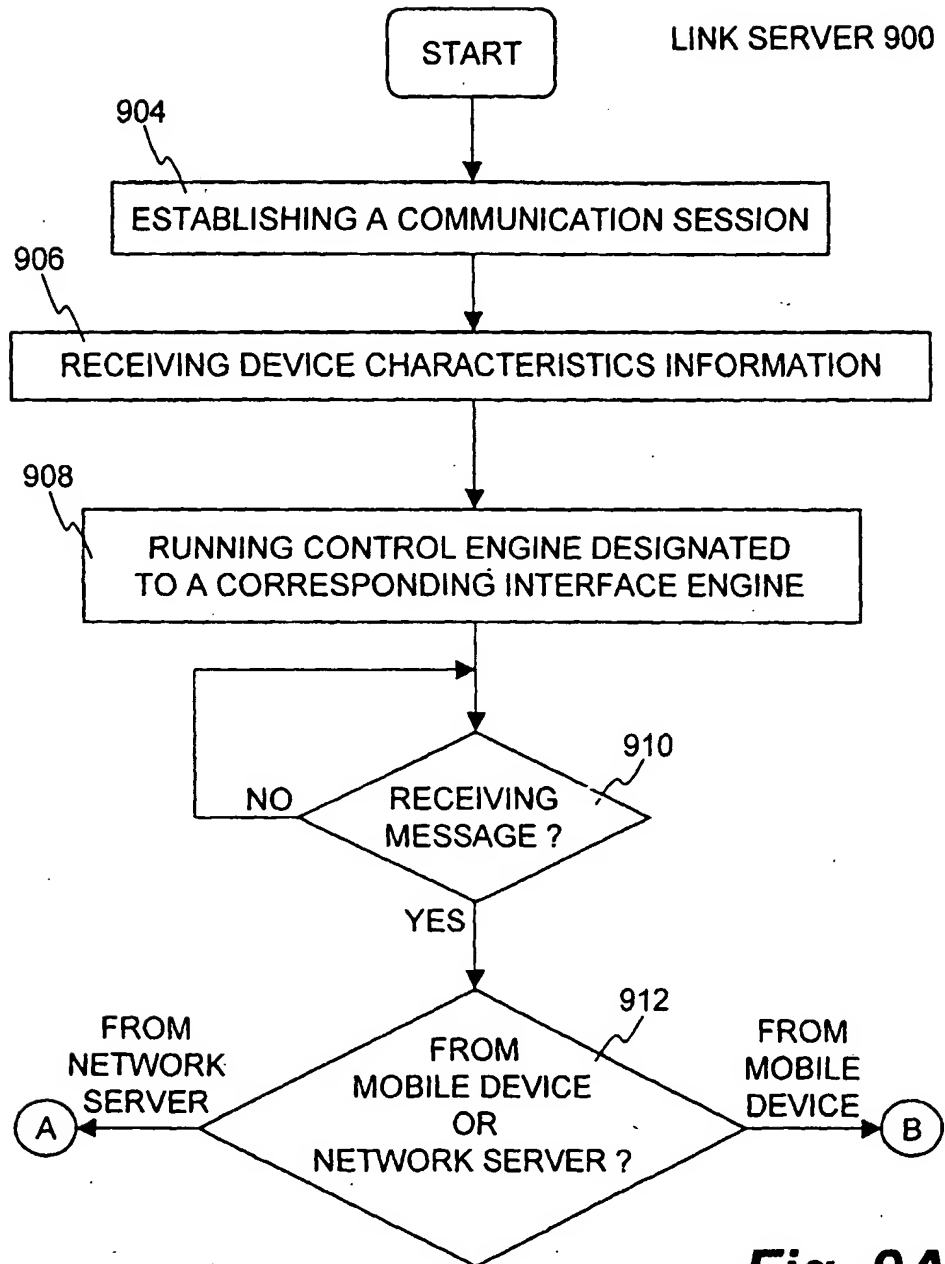 START
LINK SERVER 900
904
ESTABLISHING A COMMUNICATION SESSION
906
RECEIVING DEVICE CHARACTERISTICS INFORMATION
908
RUNNING CONTROL ENGINE DESIGNATED
TO A CORRESPONDING INTERFACE ENGINE
910
NO
RECEIVING
MESSAGE ?
YES
912
FROM
NETWORK
SERVER
FROM
MOBILE DEVICE
OR
NETWORK SERVER ?
FROM
MOBILE
DEVICE
A
B
Fig. 9A